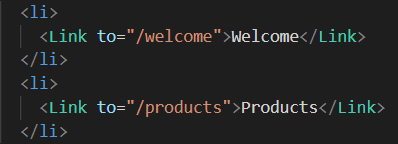 <li>
<Link to="/welcome">Welcome</Link>
</li>
<li>
<Link to="/products">Products</Link>
</li>